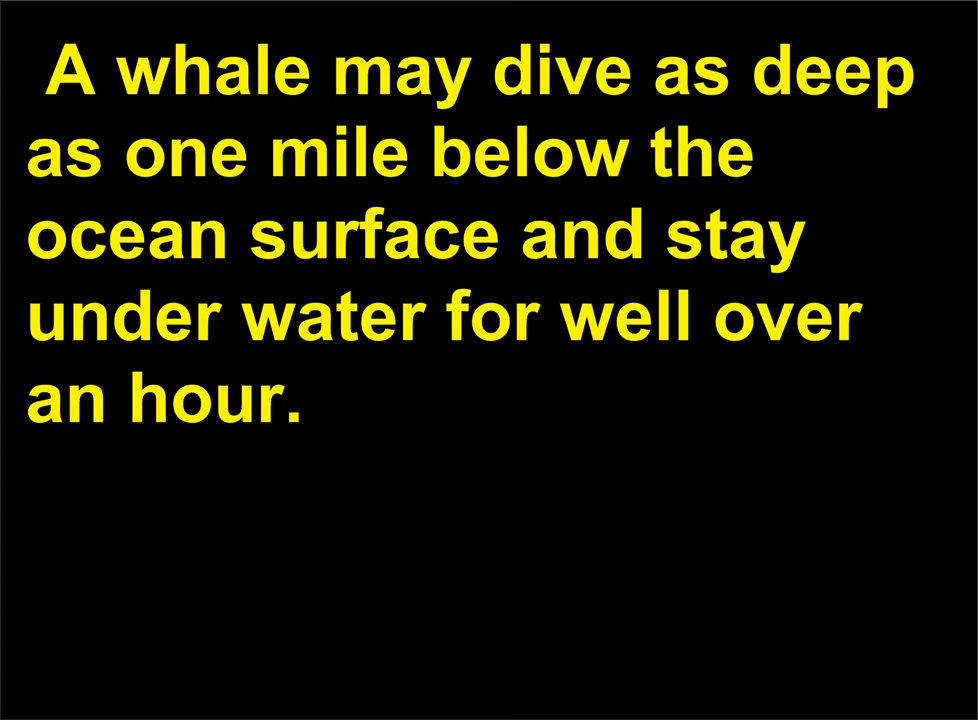 A whale may dive as deep
as one mile below the
ocean surface and stay
under water for well over
an hour.